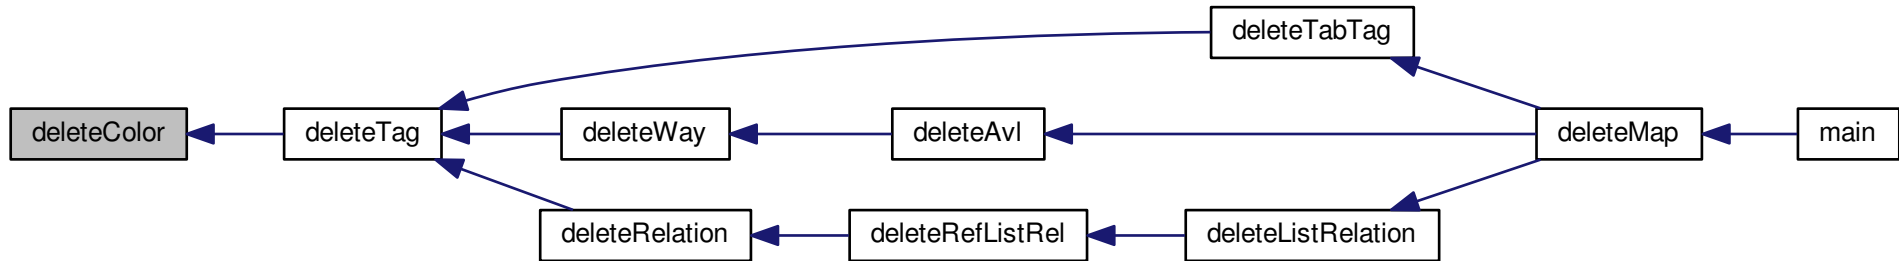 deleteTabTag
deleteColor
deleteTag
deleteWay
deleteAvl
deleteMap
main
deleteRelation
deleteRefListRel
deleteListRelation